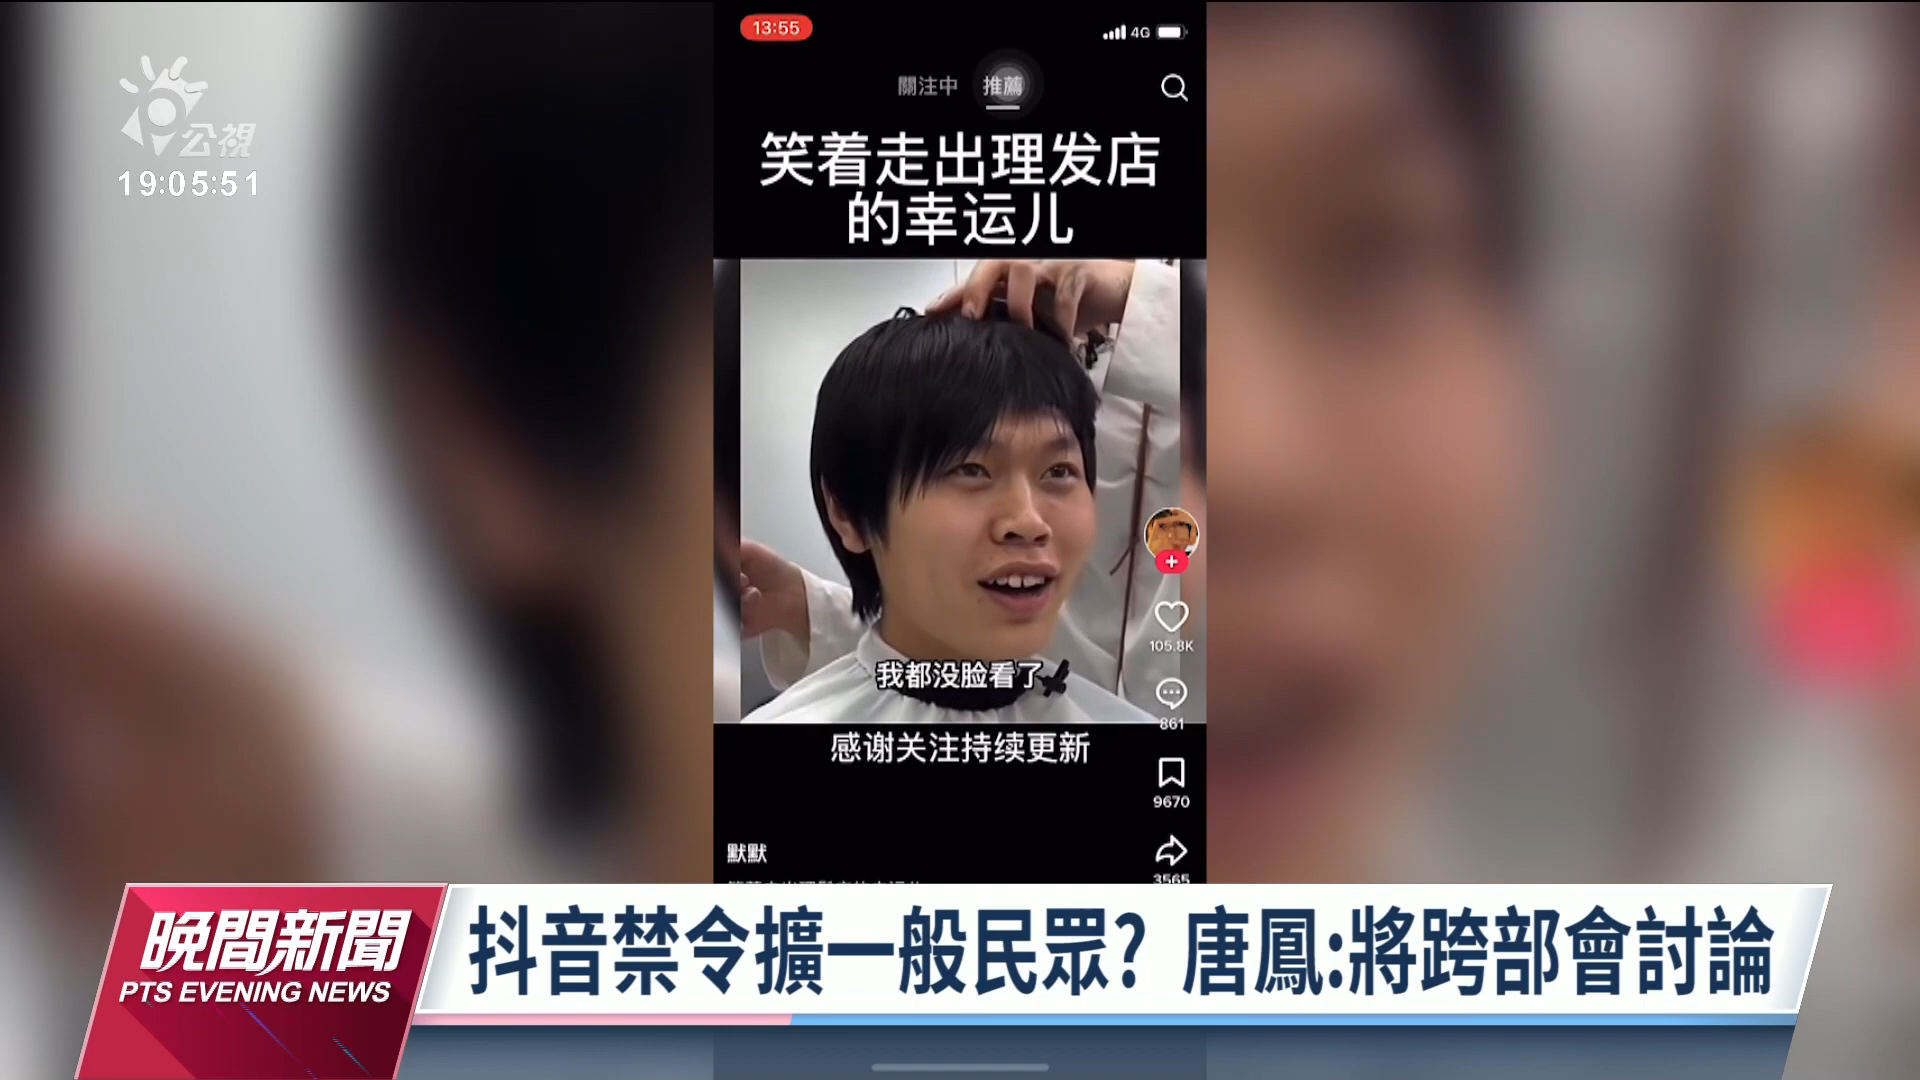 公視
19:05:51
13:55
4G
關注中 推薦
笑着走出理发店
的幸运儿
我都没脸看了
105.8K
861
感谢关注持续更新
9670
默默
3565
晚間新聞
PTS EVENING NEWS
抖音禁令擴一般民眾? 唐鳳:將跨部會討論